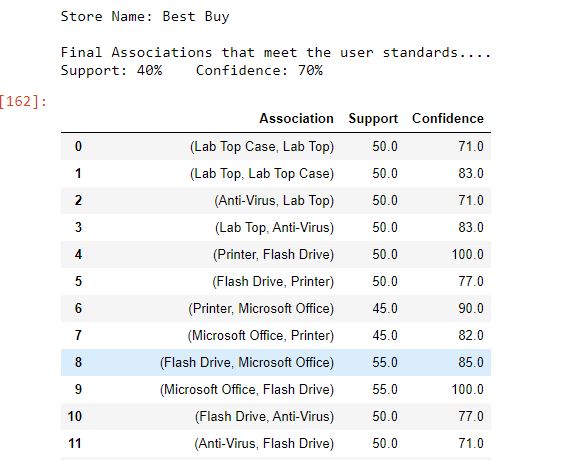 Store Name: Best Buy
Final Associations that meet the user standards....
Support: 40%    Confidence: 70%
[162]:
Association Support Confidence
0 (Lab Top Case, Lab Top) 50.0 71.0
1 (Lab Top, Lab Top Case) 50.0 83.0
2 (Anti-Virus, Lab Top) 50.0 71.0
3 (Lab Top, Anti-Virus) 50.0 83.0
4 (Printer, Flash Drive) 50.0 100.0
5 (Flash Drive, Printer) 50.0 77.0
6 (Printer, Microsoft Office) 45.0 90.0
7 (Microsoft Office, Printer) 45.0 82.0
8 (Flash Drive, Microsoft Office) 55.0 85.0
9 (Microsoft Office, Flash Drive) 55.0 100.0
10 (Flash Drive, Anti-Virus) 50.0 77.0
11 (Anti-Virus, Flash Drive) 50.0 71.0